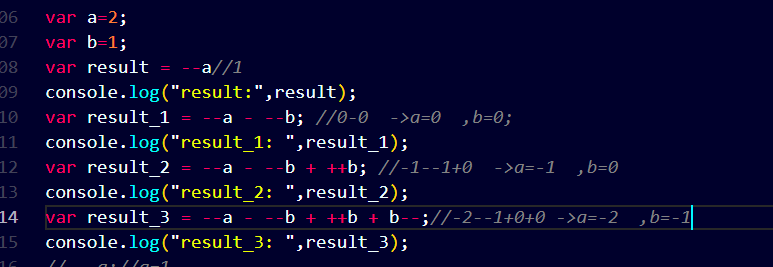 06 var a=2;
07 var b=1;
08 var result = --a//1
09 console.log("result:",result);
10 var result_1 = --a - --b; //0-0 ->a=0 ,b=0;
11 console.log("result_1: ",result_1);
12 var result_2 = --a - --b + ++b; //-1--1+0 ->a=-1 ,b=0
13 console.log("result_2: ",result_2);
14 var result_3 = --a - --b + ++b + b--;//-2--1+0+0 ->a=-2 ,b=-1
15 console.log("result_3: ",result_3);